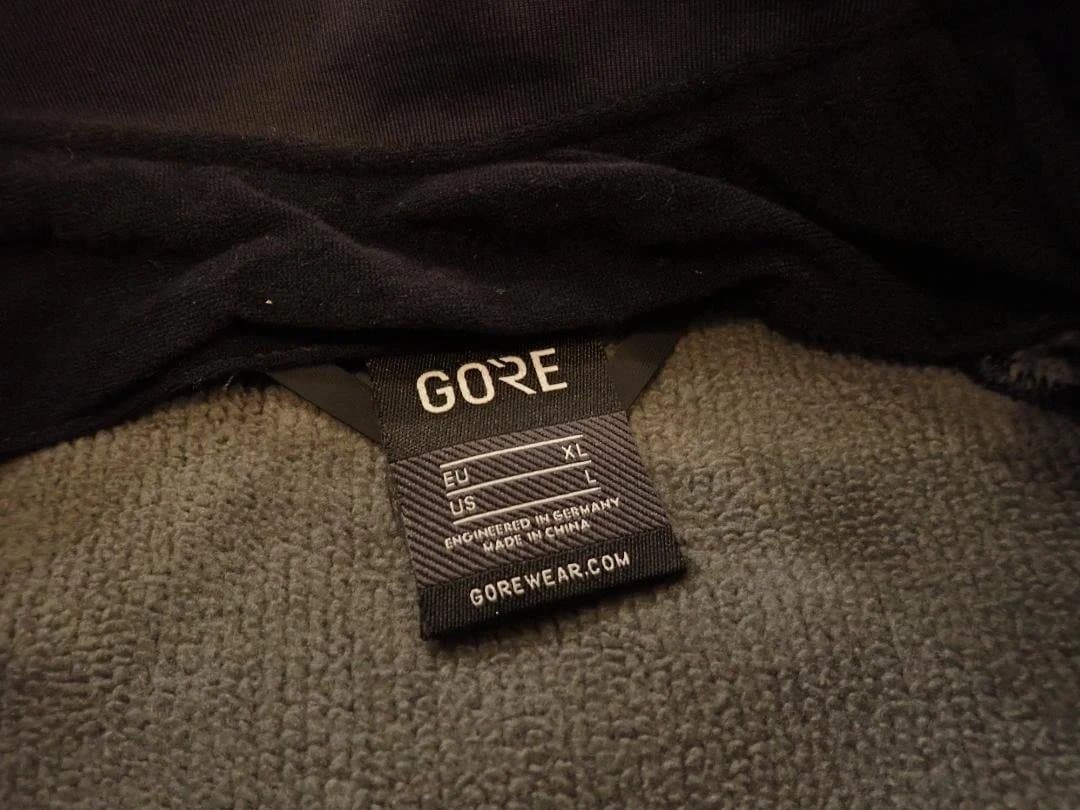 GORE
EU XL
US L
ENGINEERED IN GERMANY
MADE IN CHINA
GOREWEAR.COM